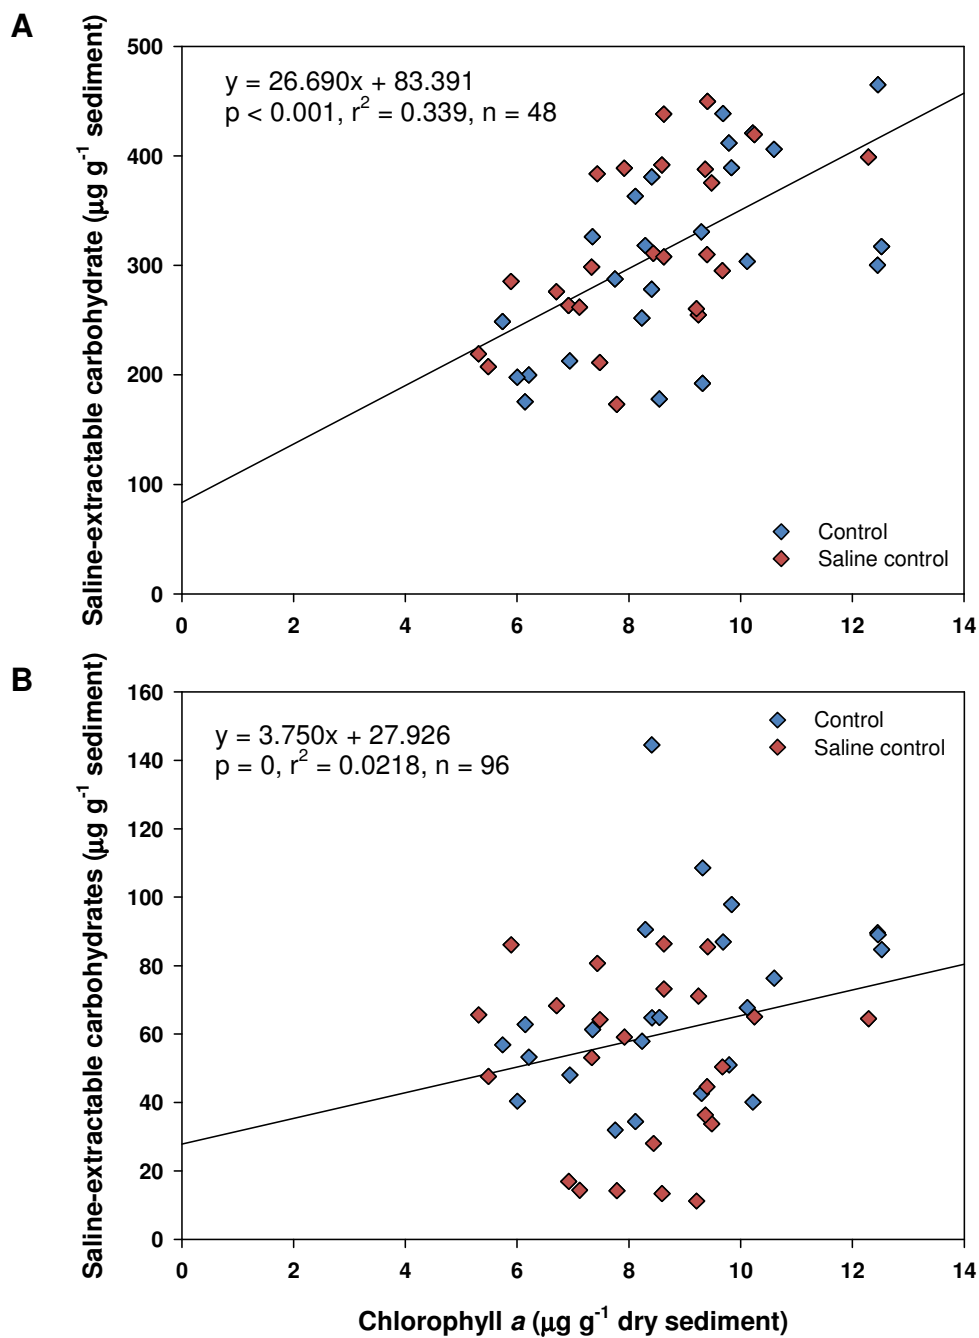 A
Saline-extractable carbohydrate (µg g⁻¹ sediment)
500
400
300
200
100
0
y = 26.690x + 83.391
p < 0.001, r² = 0.339, n = 48
Control
Saline control
0 2 4 6 8 10 12 14
B
Saline-extractable carbohydrates (µg g⁻¹ sediment)
160
140
120
100
80
60
40
20
0
y = 3.750x + 27.926
p = 0, r² = 0.0218, n = 96
Control
Saline control
0 2 4 6 8 10 12 14
Chlorophyll a (µg g⁻¹ dry sediment)